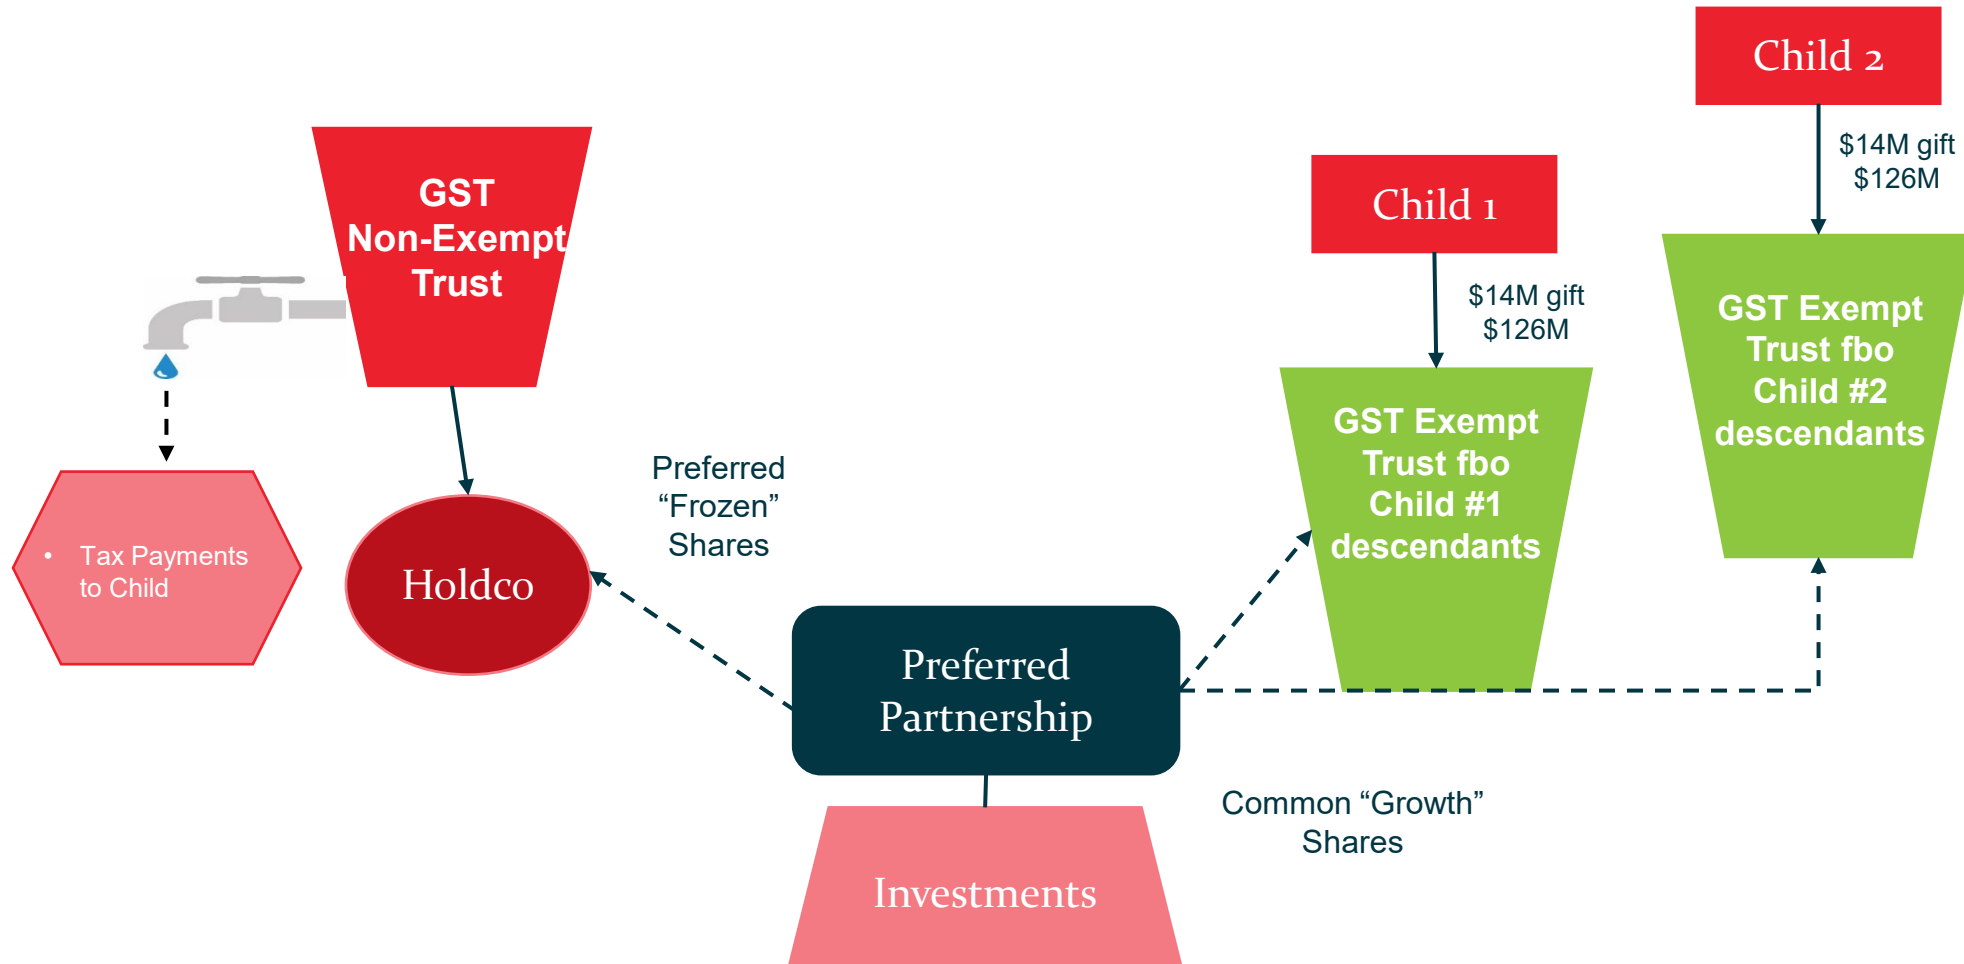 Child 2
$14M gift
$126M
GST
Non-Exempt
Trust
Child 1
$14M gift
$126M
GST Exempt
Trust fbo
Child #2
descendants
GST Exempt
Trust fbo
Child #1
descendants
Preferred
“Frozen”
Shares
• Tax Payments
to Child
Holdco
Preferred
Partnership
Common “Growth”
Shares
Investments